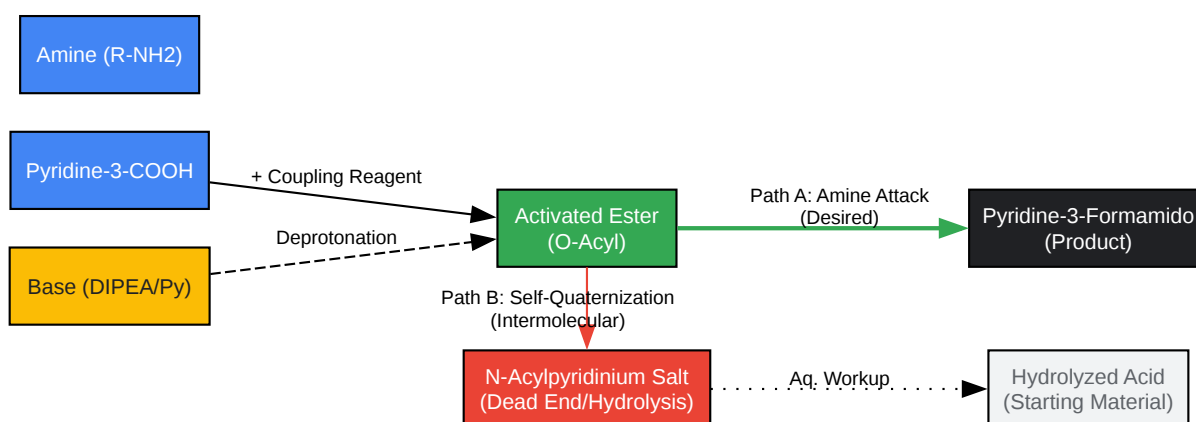 Amine (R-NH2)
Pyridine-3-COOH
+ Coupling Reagent
Base (DIPEA/Py)
Deprotonation
Activated Ester
(O-Acyl)
Path A: Amine Attack
(Desired)
Pyridine-3-Formamido
(Product)
Path B: Self-Quaternization
(Intermolecular)
N-Acylpyridinium Salt
(Dead End/Hydrolysis)
Aq. Workup
Hydrolyzed Acid
(Starting Material)